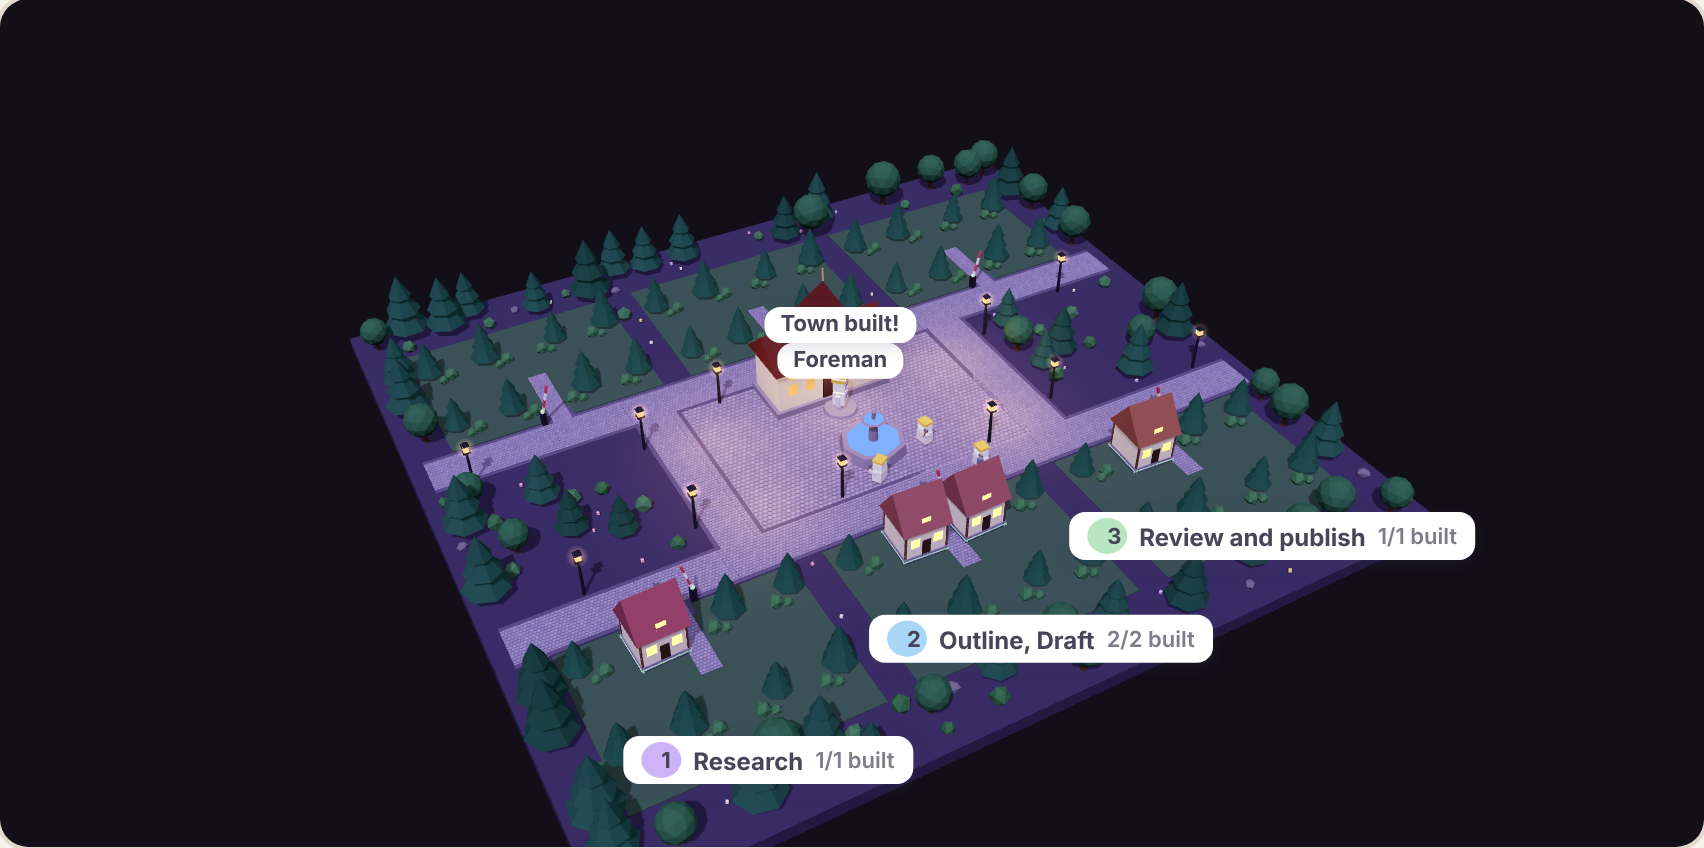 Town built!
Foreman
3 Review and publish 1/1 built
2 Outline, Draft 2/2 built
1 Research 1/1 built